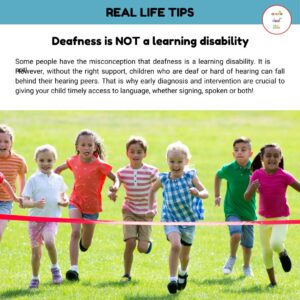 REAL LIFE TIPS
Deafness is NOT a learning disability
Some people have the misconception that deafness is a learning disability. It is
However, without the right support, children who are deaf or hard of hearing can fall
behind their hearing peers. That is why early diagnosis and intervention are crucial to
giving your child timely access to language, whether signing, spoken or both!